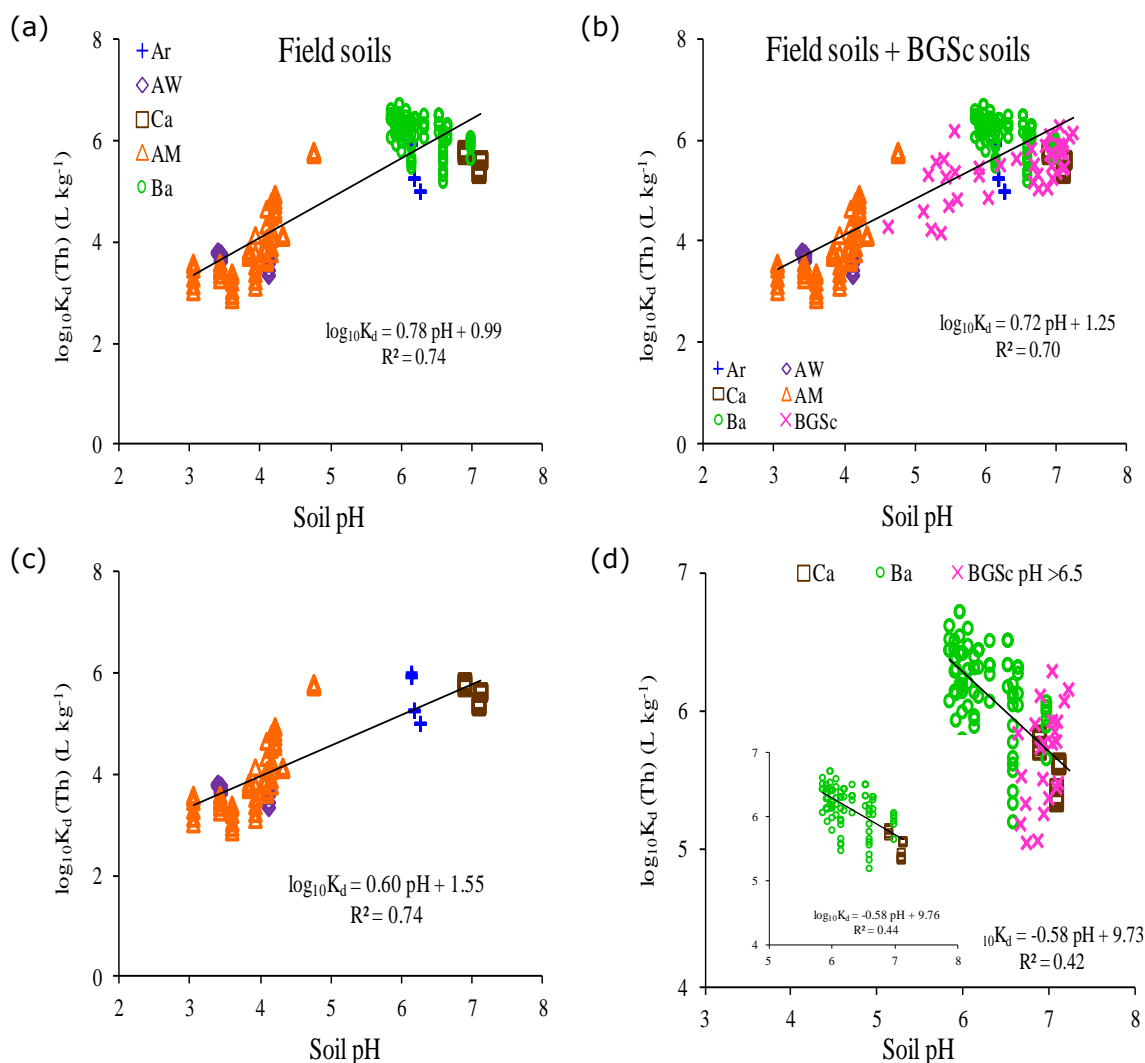 (a)
Field soils
Ar
AW
Ca
AM
Ba
8
6
4
2
0
log₁₀K_d (Th) (L kg⁻¹)
log₁₀K_d = 0.78 pH + 0.99
R² = 0.74
2 3 4 5 6 7 8
Soil pH
(b)
Field soils + BGSc soils
8
6
4
2
0
log₁₀K_d (Th) (L kg⁻¹)
log₁₀K_d = 0.72 pH + 1.25
R² = 0.70
Ar AW
Ca AM
Ba BGSc
2 3 4 5 6 7 8
Soil pH
(c)
8
6
4
2
0
log₁₀K_d (Th) (L kg⁻¹)
log₁₀K_d = 0.60 pH + 1.55
R² = 0.74
2 3 4 5 6 7 8
Soil pH
(d)
Ca Ba BGSc pH >6.5
7
6
5
4
log₁₀K_d (Th) (L kg⁻¹)
7
6
5
4
log₁₀K_d = -0.58 pH + 9.76
R² = 0.44
5 6 7 8
₁₀K_d = -0.58 pH + 9.73
R² = 0.42
3 4 5 6 7 8
Soil pH